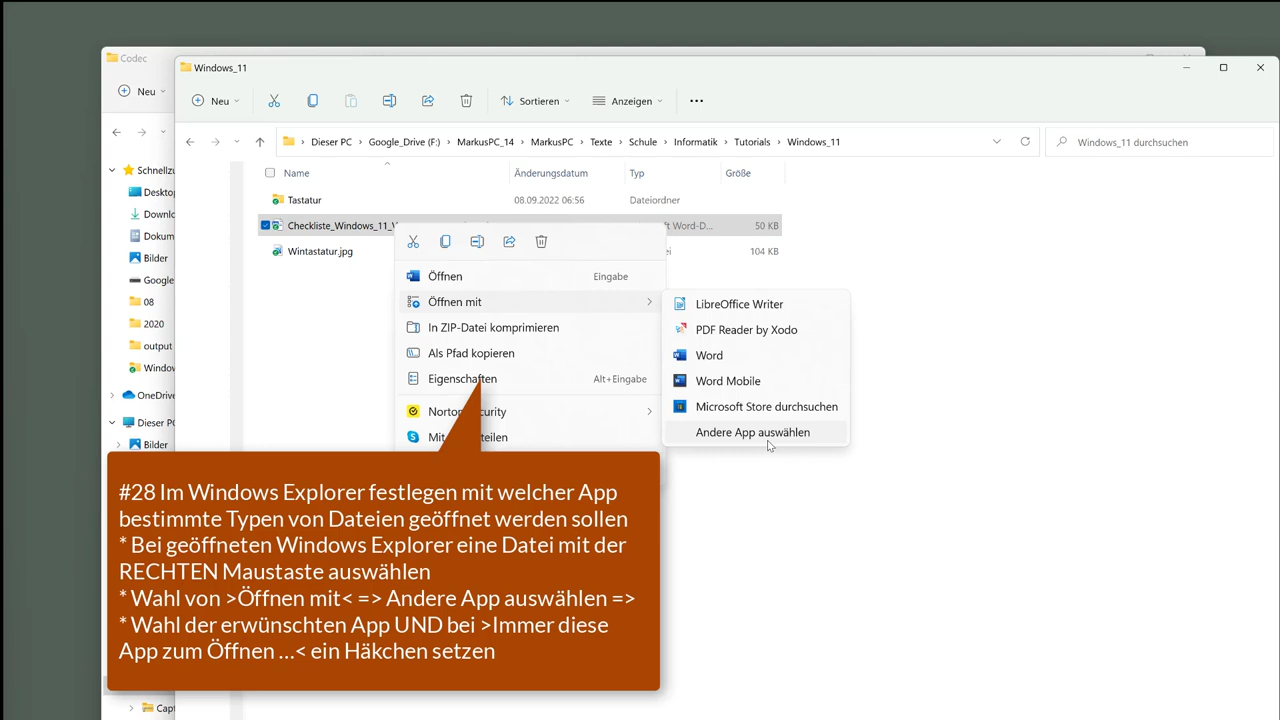 Codec
Windows_11
Neu
Neu
Sortieren
Anzeigen
Dieser PC > Google_Drive (F:) > MarkusPC_14 > MarkusPC > Texte > Schule > Informatik > Tutorials > Windows_11
Windows_11 durchsuchen
Name
Änderungsdatum
Typ
Größe
Tastatur
08.09.2022 06:56
Dateiordner
Checkliste_Windows_11_
50 KB
Wintastatur.jpg
104 KB
Desktop
Bilder
Google
08
2020
output
OneDrive
Dieser PC
Bilder
Öffnen
Eingabe
Öffnen mit
In ZIP-Datei komprimieren
Als Pfad kopieren
Eigenschaften
Alt+Eingabe
LibreOffice Writer
PDF Reader by Xodo
Word
Word Mobile
Microsoft Store durchsuchen
Andere App auswählen
#28 Im Windows Explorer festlegen mit welcher App
bestimmte Typen von Dateien geöffnet werden sollen
* Bei geöffneten Windows Explorer eine Datei mit der
RECHTEN Maustaste auswählen
* Wahl von >Öffnen mit< => Andere App auswählen =>
* Wahl der erwünschten App UND bei >Immer diese
App zum Öffnen ...< ein Häkchen setzen